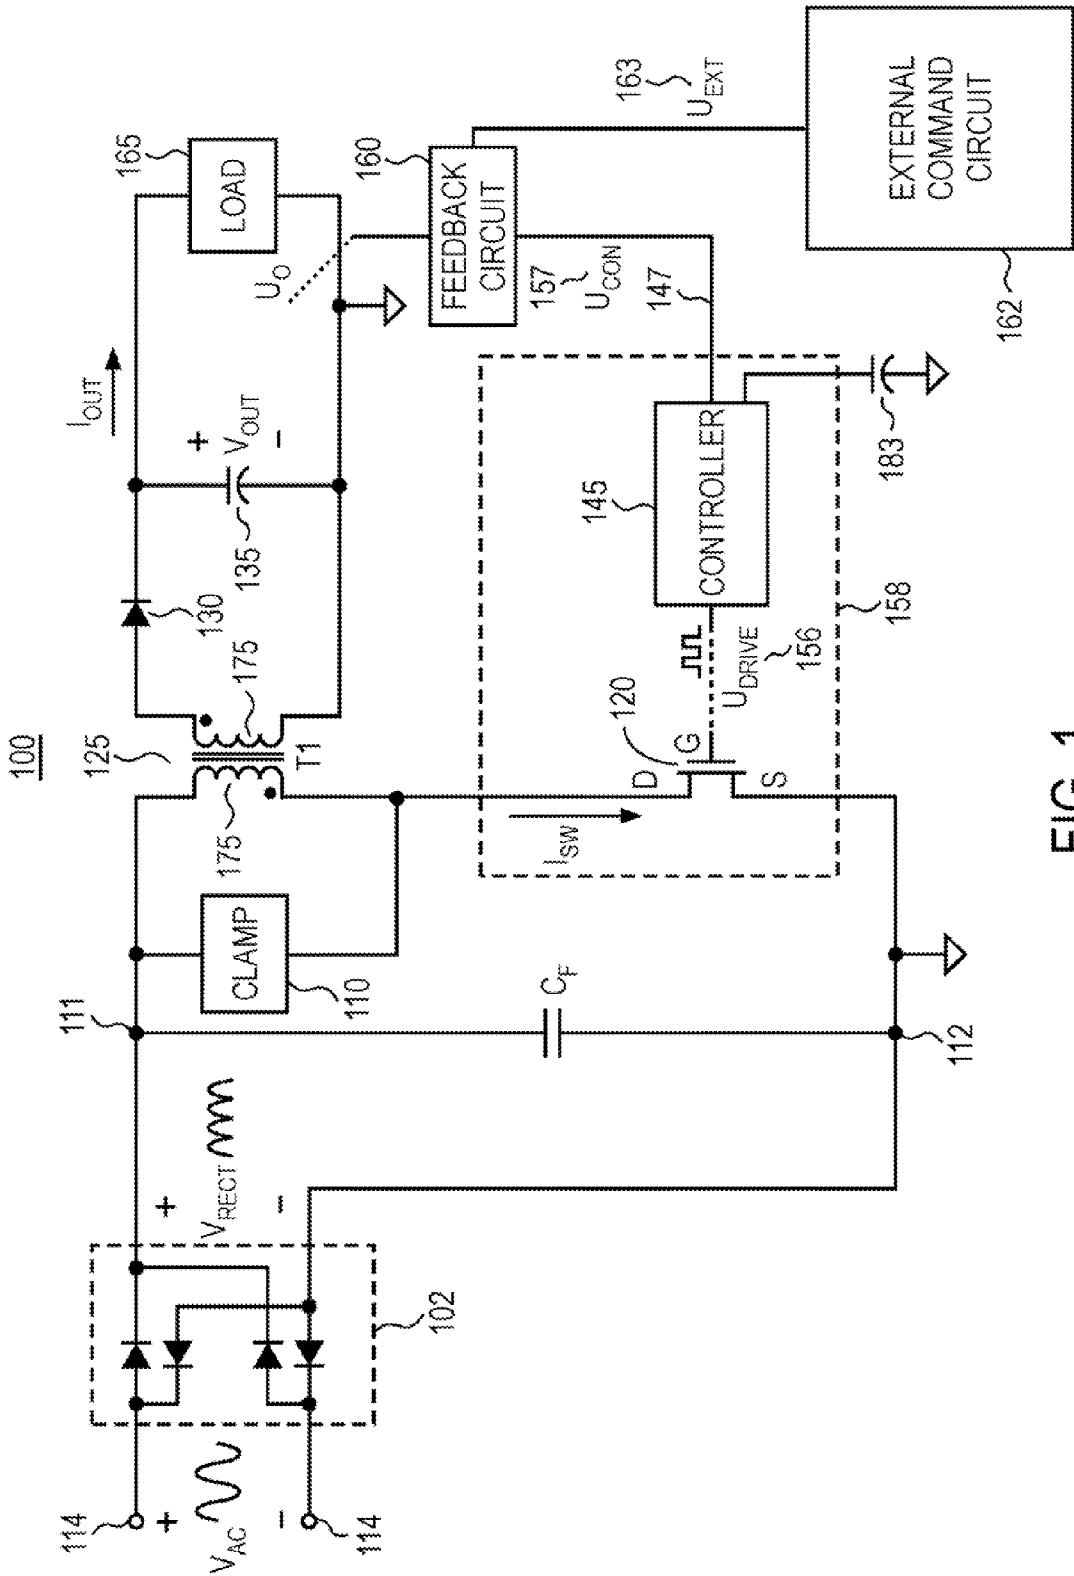 100
114
V_AC
+
-
114
102
+
V_RECT
-
111
CLAMP
110
C_F
112
125
175
175
T1
130
135
+
V_OUT
-
I_OUT
165
LOAD
U_O
160
FEEDBACK
CIRCUIT
163
U_EXT
157
U_CON
147
EXTERNAL
COMMAND
CIRCUIT
162
I_SW
D
G
S
120
U_DRIVE
156
145
CONTROLLER
158
183